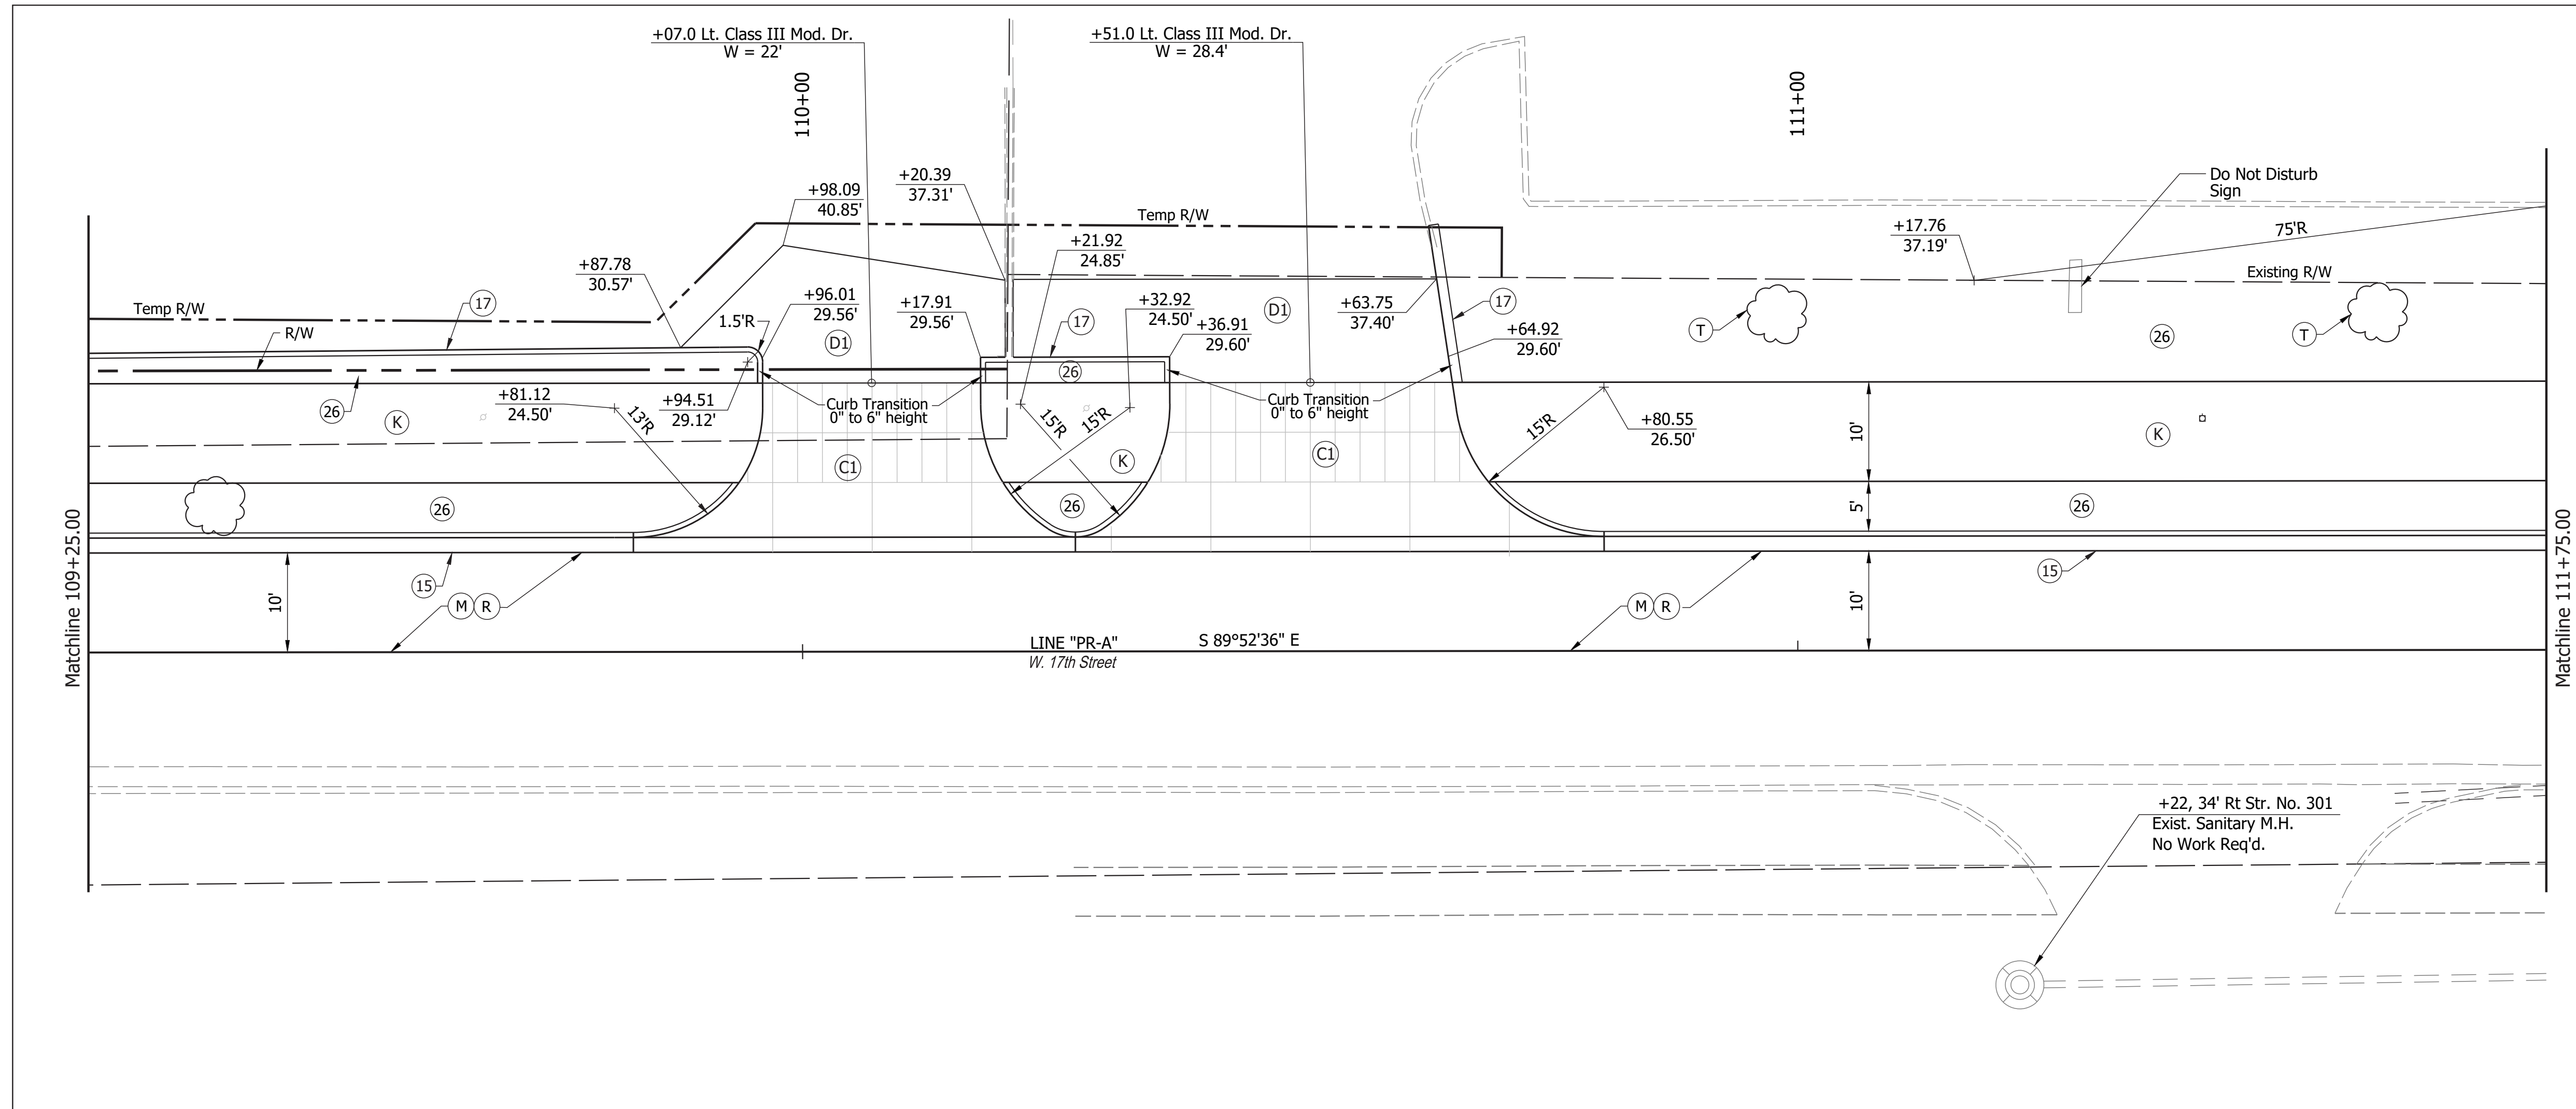 +07.0 Lt. Class III Mod. Dr.
W = 22'
+51.0 Lt. Class III Mod. Dr.
W = 28.4'
110+00
111+00
+98.09
40.85'
+20.39
37.31'
Do Not Disturb
Sign
Temp R/W
+17.76
37.19'
75'R
+21.92
24.85'
+87.78
30.57'
Existing R/W
Temp R/W
17
R/W
+96.01
29.56'
1.5'R
D1
+17.91
29.56'
17
+32.92
24.50'
+36.91
29.60'
D1
+63.75
37.40'
17
+64.92
29.60'
T
26
T
26
26
+81.12
24.50'
+94.51
29.12'
Curb Transition
0" to 6" height
Curb Transition
0" to 6" height
K
13'R
15'R
15'R
15'R
+80.55
26.50'
10'
K
C1
K
C1
26
26
5'
26
15
15
10'
M
R
M
R
10'
Matchline 109+25.00
Matchline 111+75.00
LINE "PR-A"
S 89°52'36" E
W. 17th Street
+22, 34' Rt Str. No. 301
Exist. Sanitary M.H.
No Work Req'd.